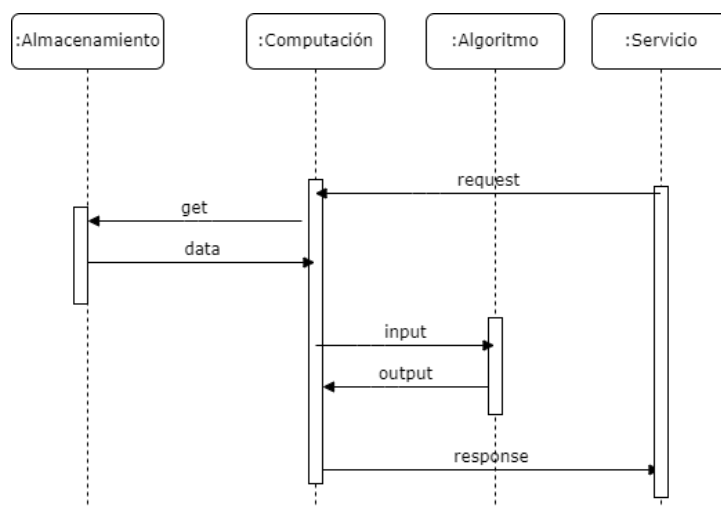 :Almacenamiento
:Computación
:Algoritmo
:Servicio
request
get
data
input
output
response